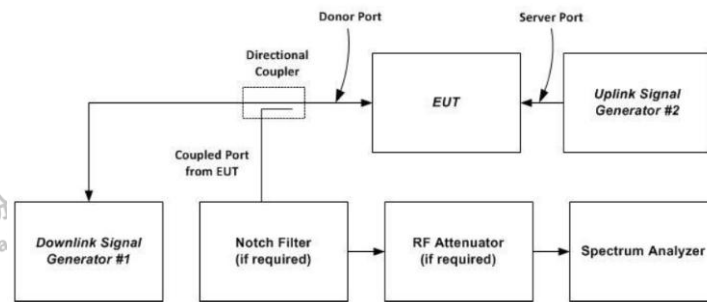 Donor Port
Server Port
Directional
Coupler
EUT
Uplink Signal
Generator #2
Coupled Port
from EUT
Downlink Signal
Generator #1
Notch Filter
(if required)
RF Attenuator
(if required)
Spectrum Analyzer